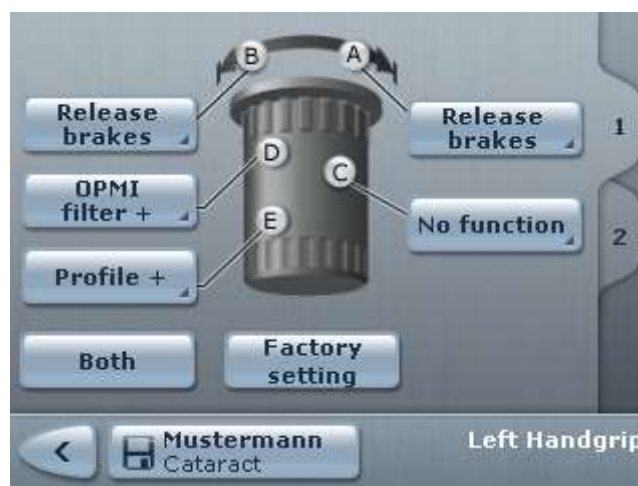 B
A
Release
brakes
Release
brakes
1
D
OPMI
filter +
C
No function
2
E
Profile +
Both
Factory
setting
Mustermann
Cataract
Left Handgrip